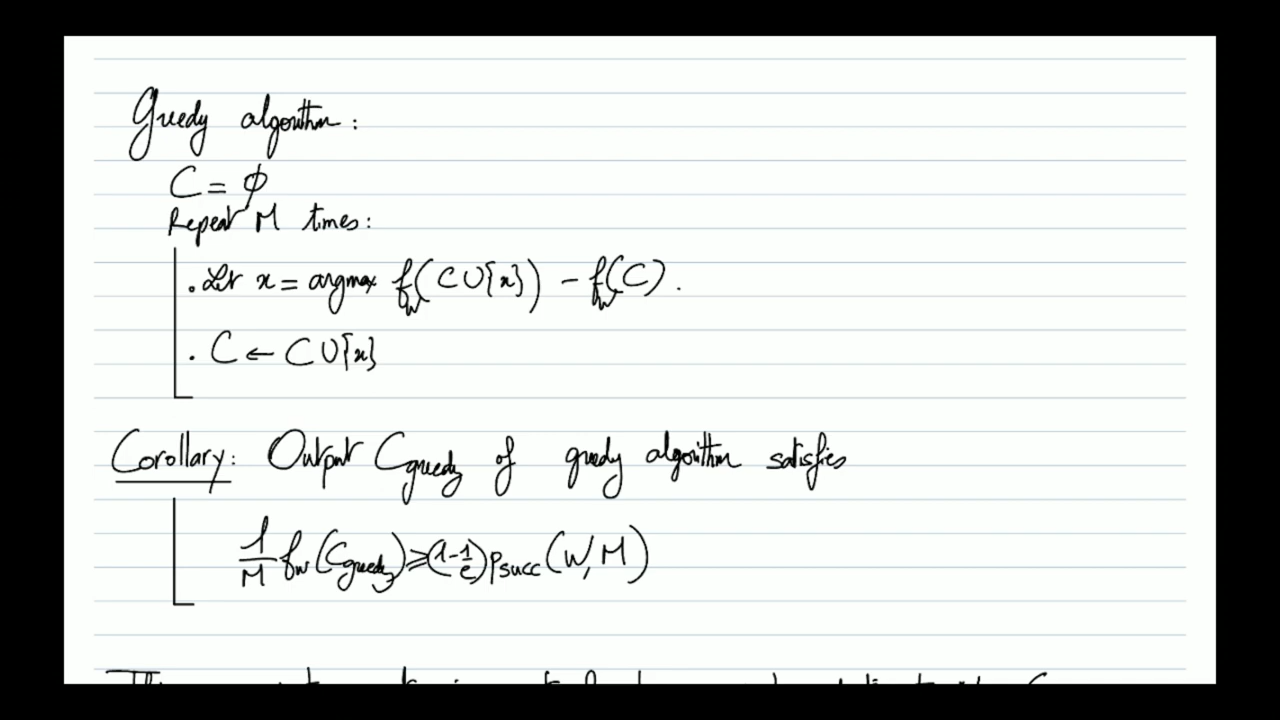 Greedy algorithm:
C = ∅
Repeat M times:
. Let x = argmax f_W(C ∪ {x}) - f_W(C).
. C ← C ∪ {x}
Corollary: Output C_greedy of greedy algorithm satisfies
1/M f_W(C_greedy) ≥ (1-1/e) p_succ(W, M)